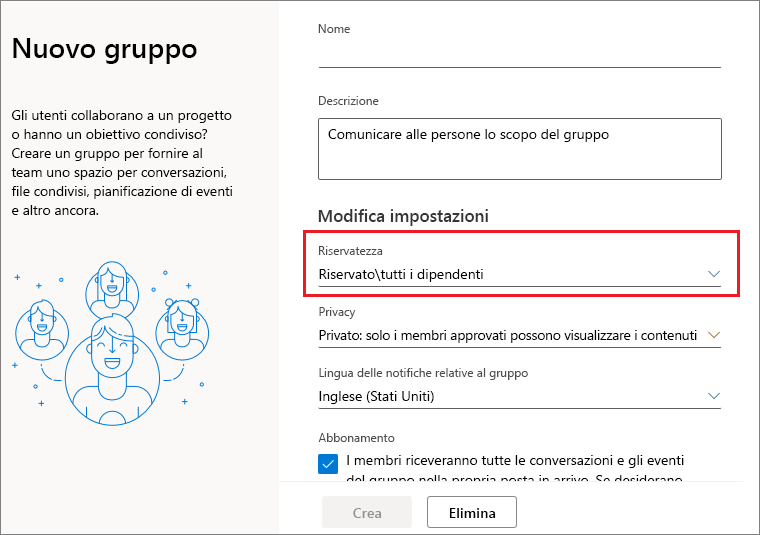 Nuovo gruppo
Gli utenti collaborano a un progetto
o hanno un obiettivo condiviso?
Creare un gruppo per fornire al
team uno spazio per conversazioni,
file condivisi, pianificazione di eventi
e altro ancora.
Nome
Descrizione
Comunicare alle persone lo scopo del gruppo
Modifica impostazioni
Riservatezza
Riservato\tutti i dipendenti
Privacy
Privato: solo i membri approvati possono visualizzare i contenuti
Lingua delle notifiche relative al gruppo
Inglese (Stati Uniti)
Abbonamento
I membri riceveranno tutte le conversazioni e gli eventi
del gruppo nella propria posta in arrivo. Se desiderano
Crea
Elimina